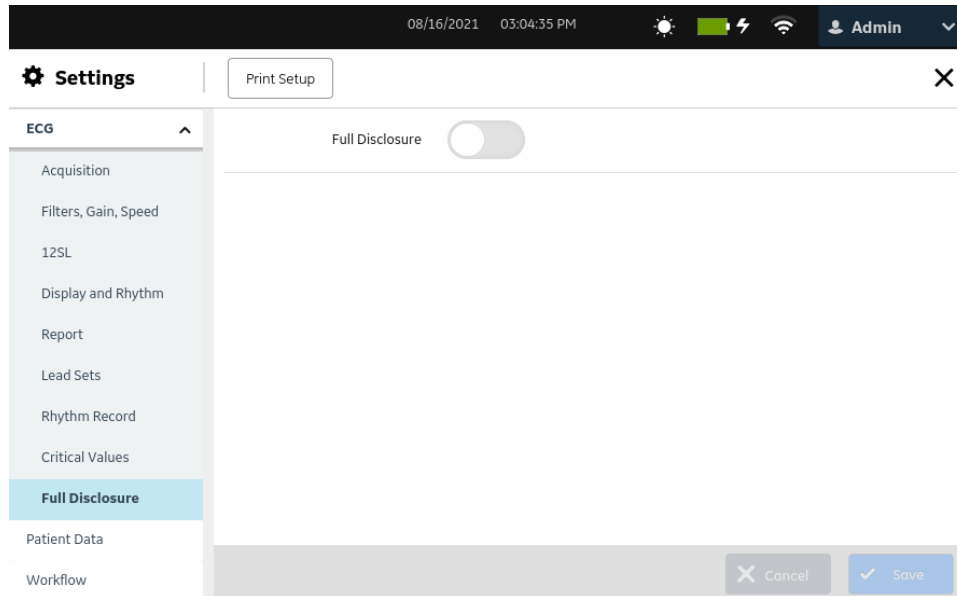 08/16/2021 03:04:35 PM Admin
Settings
Print Setup
ECG
Full Disclosure
Acquisition
Filters, Gain, Speed
12SL
Display and Rhythm
Report
Lead Sets
Rhythm Record
Critical Values
Full Disclosure
Patient Data
Workflow
Cancel
Save